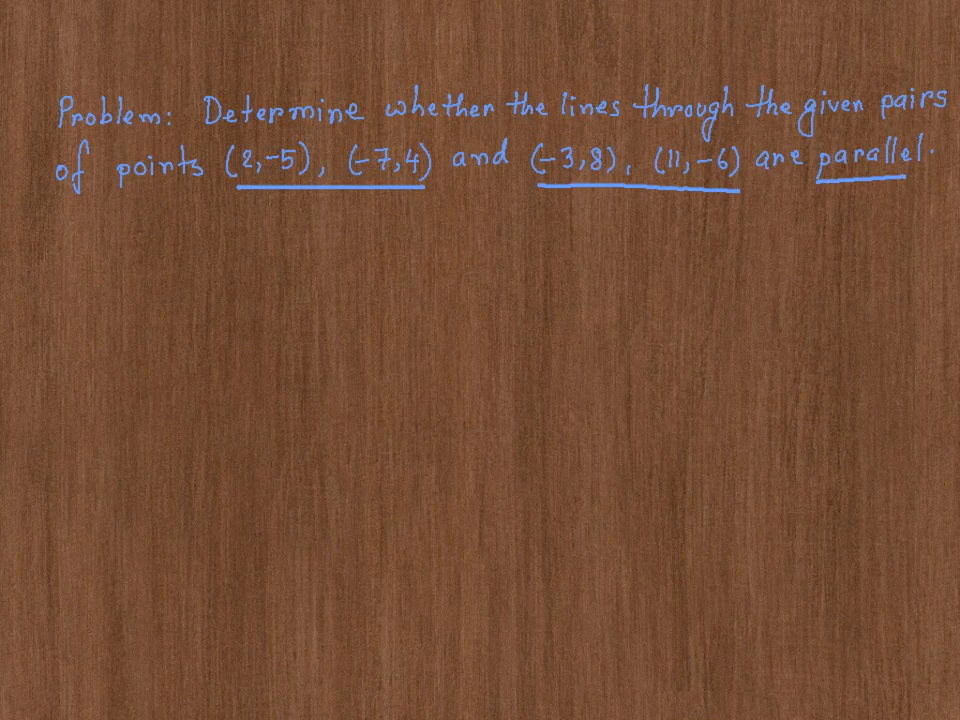 Problem: Determine whether the lines through the given pairs
of points (2,-5), (-7,4) and (-3,8), (11,-6) are parallel.